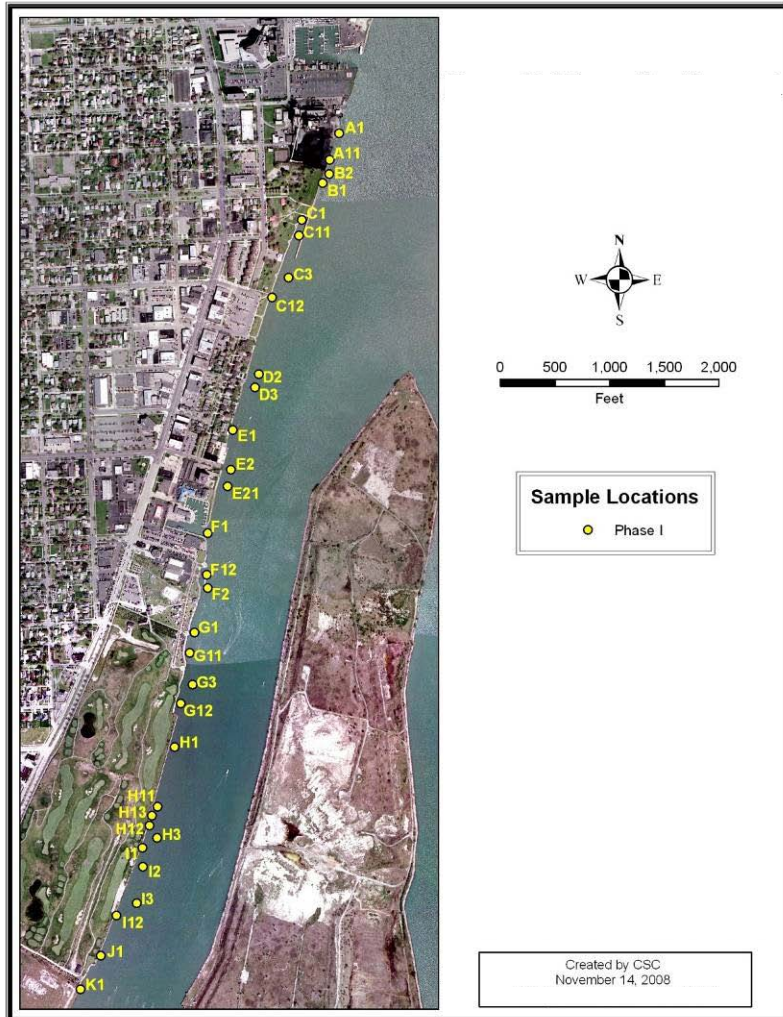 A1
A11
B2
B1
C1
C11
C3
C12
D2
D3
E1
E2
E21
F1
F12
F2
G1
G11
G3
G12
H1
H11
H13
H12
H3
I1
I2
I3
I12
J1
K1
N
W E
S
0 500 1,000 1,500 2,000
Feet
Sample Locations
Phase I
Created by CSC
November 14, 2008